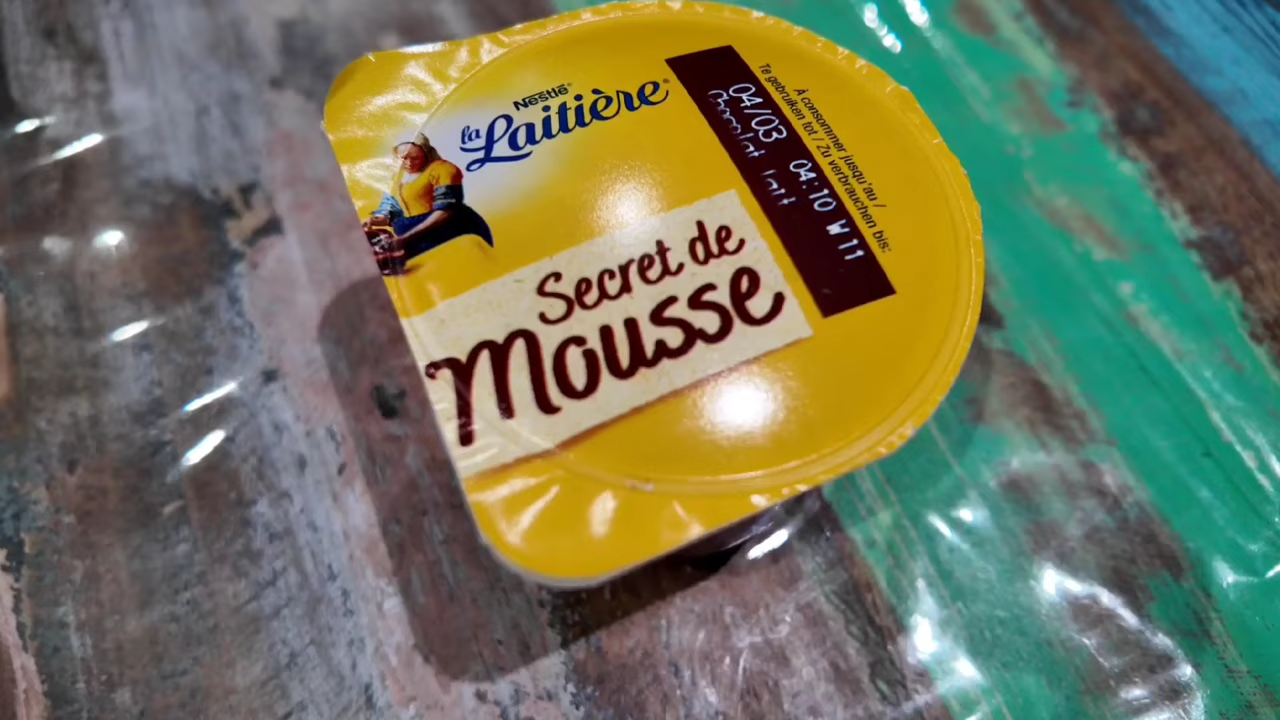 Nestlé®
la Laitière®
Secret de
Mousse
04/03 04:10 W11
Chocolat lait
À consommer jusqu'au /
Te gebruiken tot / Zu verbrauchen bis: